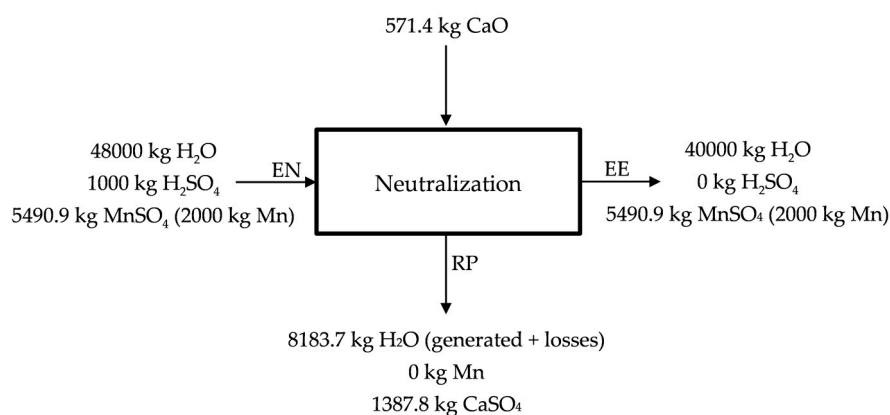 571.4 kg CaO
48000 kg H₂O
1000 kg H₂SO₄
5490.9 kg MnSO₄ (2000 kg Mn)
EN
Neutralization
EE
40000 kg H₂O
0 kg H₂SO₄
5490.9 kg MnSO₄ (2000 kg Mn)
RP
8183.7 kg H₂O (generated + losses)
0 kg Mn
1387.8 kg CaSO₄